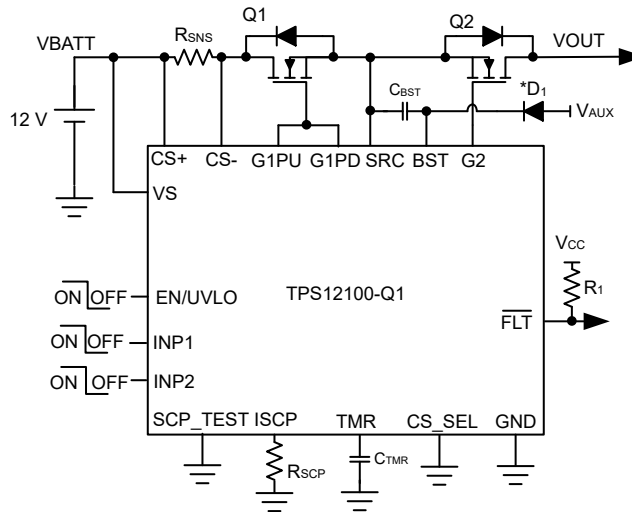 Q1
Q2
VBATT
RSNS
VOUT
CBST
*D1
VAUX
12 V
CS+
CS-
G1PU
G1PD
SRC
BST
G2
VS
VCC
ON
OFF
EN/UVLO
TPS12100-Q1
R1
FLT
ON
OFF
INP1
ON
OFF
INP2
SCP_TEST
ISCP
TMR
CS_SEL
GND
RSCP
CTMR